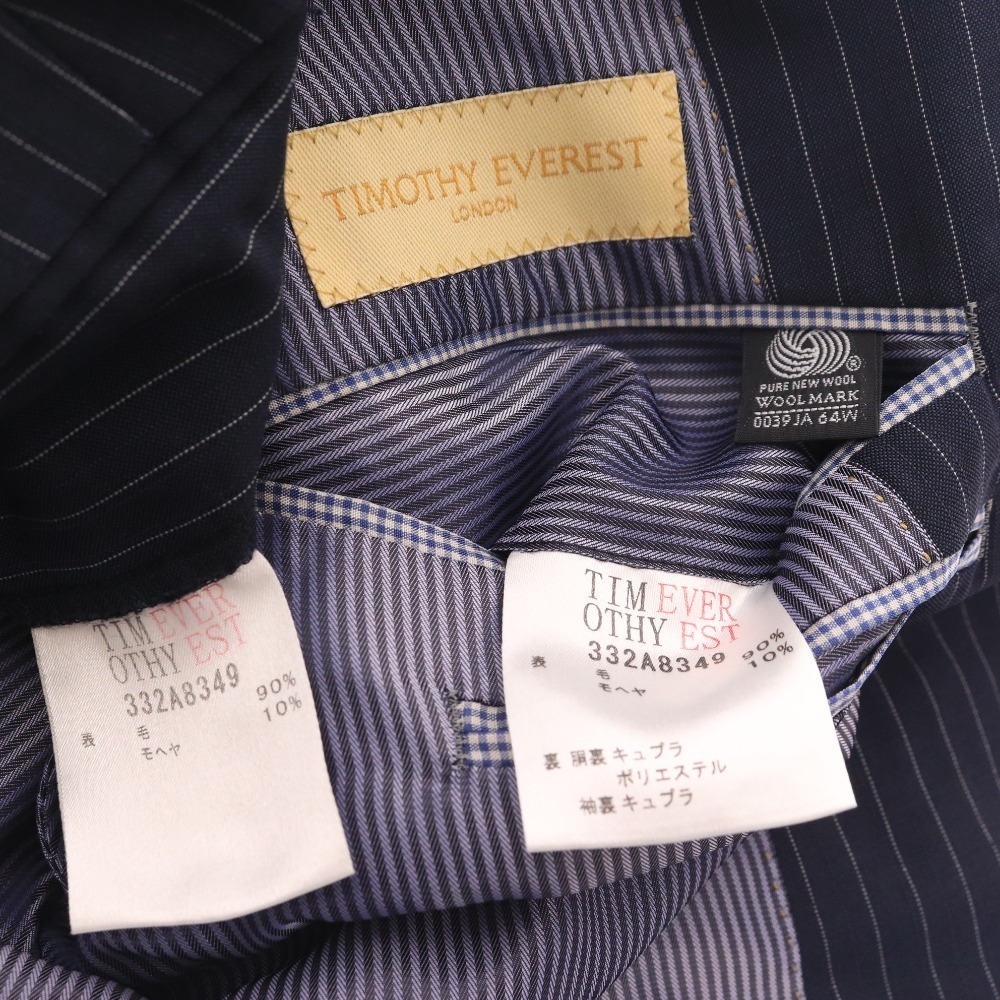 TIMOTHY EVEREST
LONDON
®
PURE NEW WOOL
WOOLMARK
0039JA 64W
TIM EVER
OTHY EST
332A8349
表 毛 90%
モヘヤ 10%
TIM EVER
OTHY EST
332A8349
表 毛 90%
モヘヤ 10%
裏 胴裏 キュプラ
ポリエステル
袖裏 キュプラ